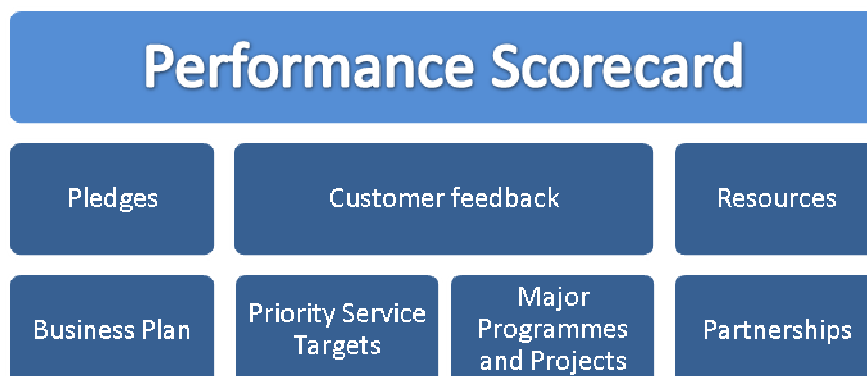 Performance Scorecard
Pledges
Customer feedback
Resources
Business Plan
Priority Service
Targets
Major
Programmes
and Projects
Partnerships